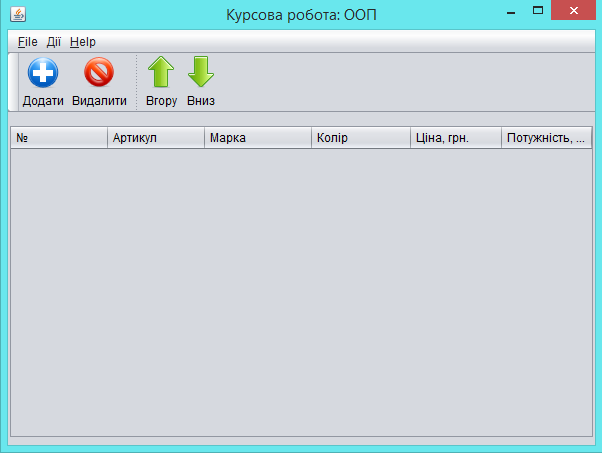 Курсова робота: ООП
File Дії Help
Додати Видалити Вгору Вниз
№ Артикул Марка Колір Ціна, грн. Потужність, ...